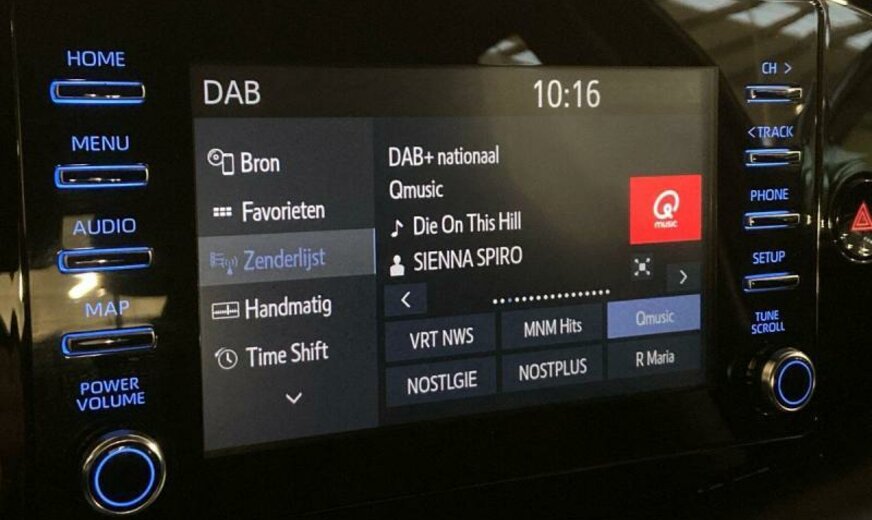 HOME
MENU
AUDIO
MAP
POWER
VOLUME
DAB
10:16
Bron
Favorieten
Zenderlijst
Handmatig
Time Shift
DAB+ nationaal
Qmusic
Die On This Hill
SIENNA SPIRO
Q
music
VRT NWS
MNM Hits
Qmusic
NOSTLGIE
NOSTPLUS
R Maria
CH >
< TRACK
PHONE
SETUP
TUNE
SCROLL